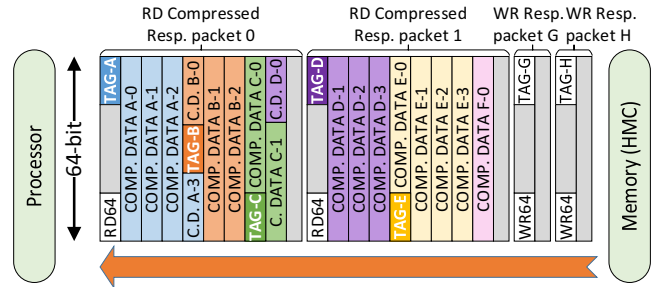 RD Compressed
Resp. packet 0
RD Compressed
Resp. packet 1
WR Resp.
packet G
WR Resp.
packet H
Processor
64-bit
TAG-A
RD64
COMP. DATA A-0
COMP. DATA A-1
COMP. DATA A-2
C.D. B-0
TAG-B
C.D. A-3
COMP. DATA B-1
COMP. DATA B-2
COMP. DATA C-0
TAG-C
C.D. D-0
C. DATA C-1
TAG-D
RD64
COMP. DATA D-1
COMP. DATA D-2
COMP. DATA D-3
COMP. DATA E-0
TAG-E
COMP. DATA E-1
COMP. DATA E-2
COMP. DATA E-3
COMP. DATA F-0
TAG-G
WR64
TAG-H
WR64
Memory (HMC)